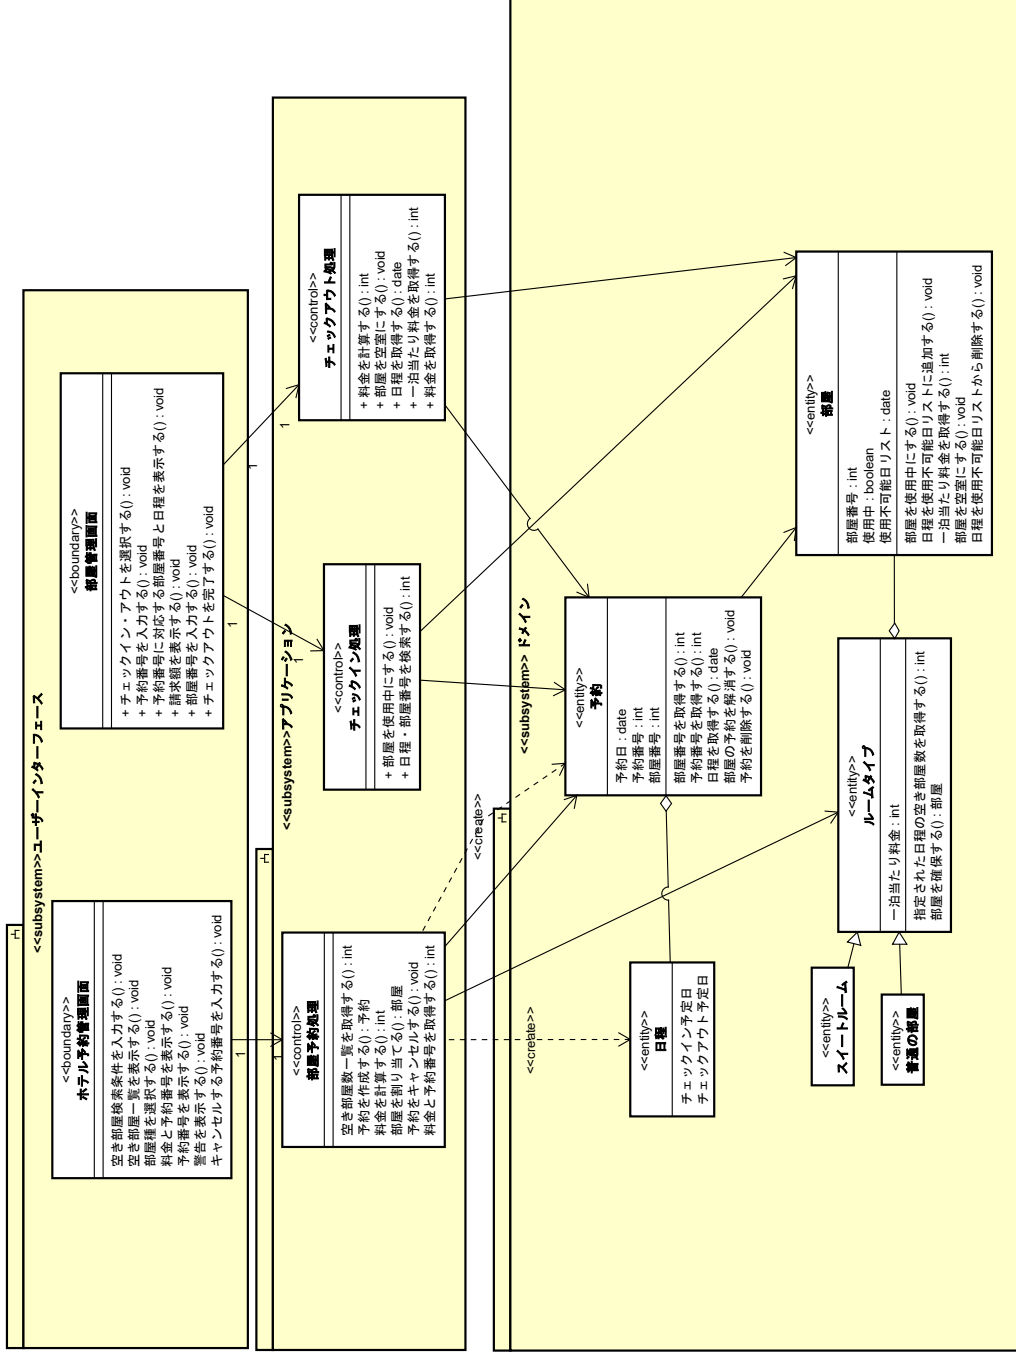 <<subsystem>>ユーザーインターフェース
<<boundary>>
ホテル予約管理画面
空き部屋検索条件を入力する() : void
空き部屋一覧を表示する() : void
部屋種を選択する() : void
料金と予約番号を表示する() : void
予約番号を表示する() : void
警告を表示する() : void
キャンセルする予約番号を入力する() : void
<<boundary>>
部屋管理画面
+ チェックイン・アウトを選択する() : void
+ 予約番号を入力する() : void
+ 予約番号に対応する部屋番号と日程を表示する() : void
+ 請求額を表示する() : void
+ 部屋番号を入力する() : void
+ チェックアウトを完了する() : void
1
1
1
<<subsystem>>アプリケーション
1
1
1
<<control>>
部屋予約処理
空き部屋数一覧を取得する() : int
予約を作成する() : 予約
料金を計算する() : int
部屋を割り当てる() : 部屋
予約をキャンセルする() : void
料金と予約番号を取得する() : int
<<control>>
チェックイン処理
+ 部屋を使用中にする() : void
+ 日程・部屋番号を検索する() : int
<<control>>
チェックアウト処理
+ 料金を計算する() : int
+ 部屋を空室にする() : void
+ 日程を取得する() : date
+ 一泊当たり料金を取得する() : int
+ 料金を取得する() : int
<<create>>
<<create>>
<<subsystem>> ドメイン
<<entity>>
日程
チェックイン予定日
チェックアウト予定日
<<entity>>
予約
予約日 : date
予約番号 : int
部屋番号 : int
部屋番号を取得する() : int
予約番号を取得する() : int
日程を取得する() : date
部屋の予約を解消する() : void
予約を削除する() : void
<<entity>>
部屋
部屋番号 : int
使用中 : boolean
使用不可能日リスト : date
部屋を使用中にする() : void
日程を使用不可能日リストに追加する() : void
一泊当たり料金を取得する() : int
部屋を空室にする() : void
日程を使用不可能日リストから削除する() : void
<<entity>>
ルームタイプ
一泊当たり料金 : int
指定された日程の空き部屋数を取得する() : int
部屋を確保する() : 部屋
<<entity>>
スイートルーム
<<entity>>
普通の部屋